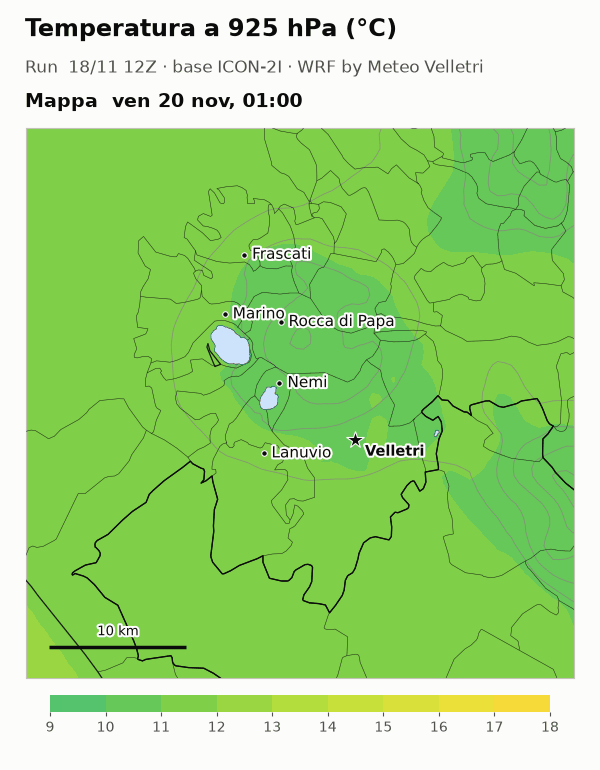 Temperatura a 925 hPa (°C)
Run  18/11 12Z · base ICON-2I · WRF by Meteo Velletri
Mappa  ven 20 nov, 01:00
Frascati
Marino
Rocca di Papa
Nemi
Velletri
Lanuvio
10 km
9 10 11 12 13 14 15 16 17 18